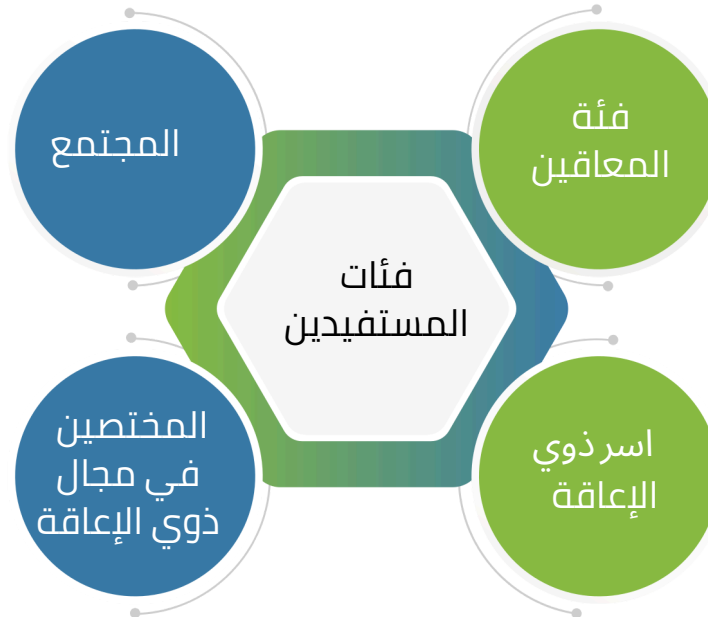 فئة
المعاقين
المجتمع
فئات
المستفيدين
اسر ذوي
الإعاقة
المختصين
في مجال
ذوي الإعاقة